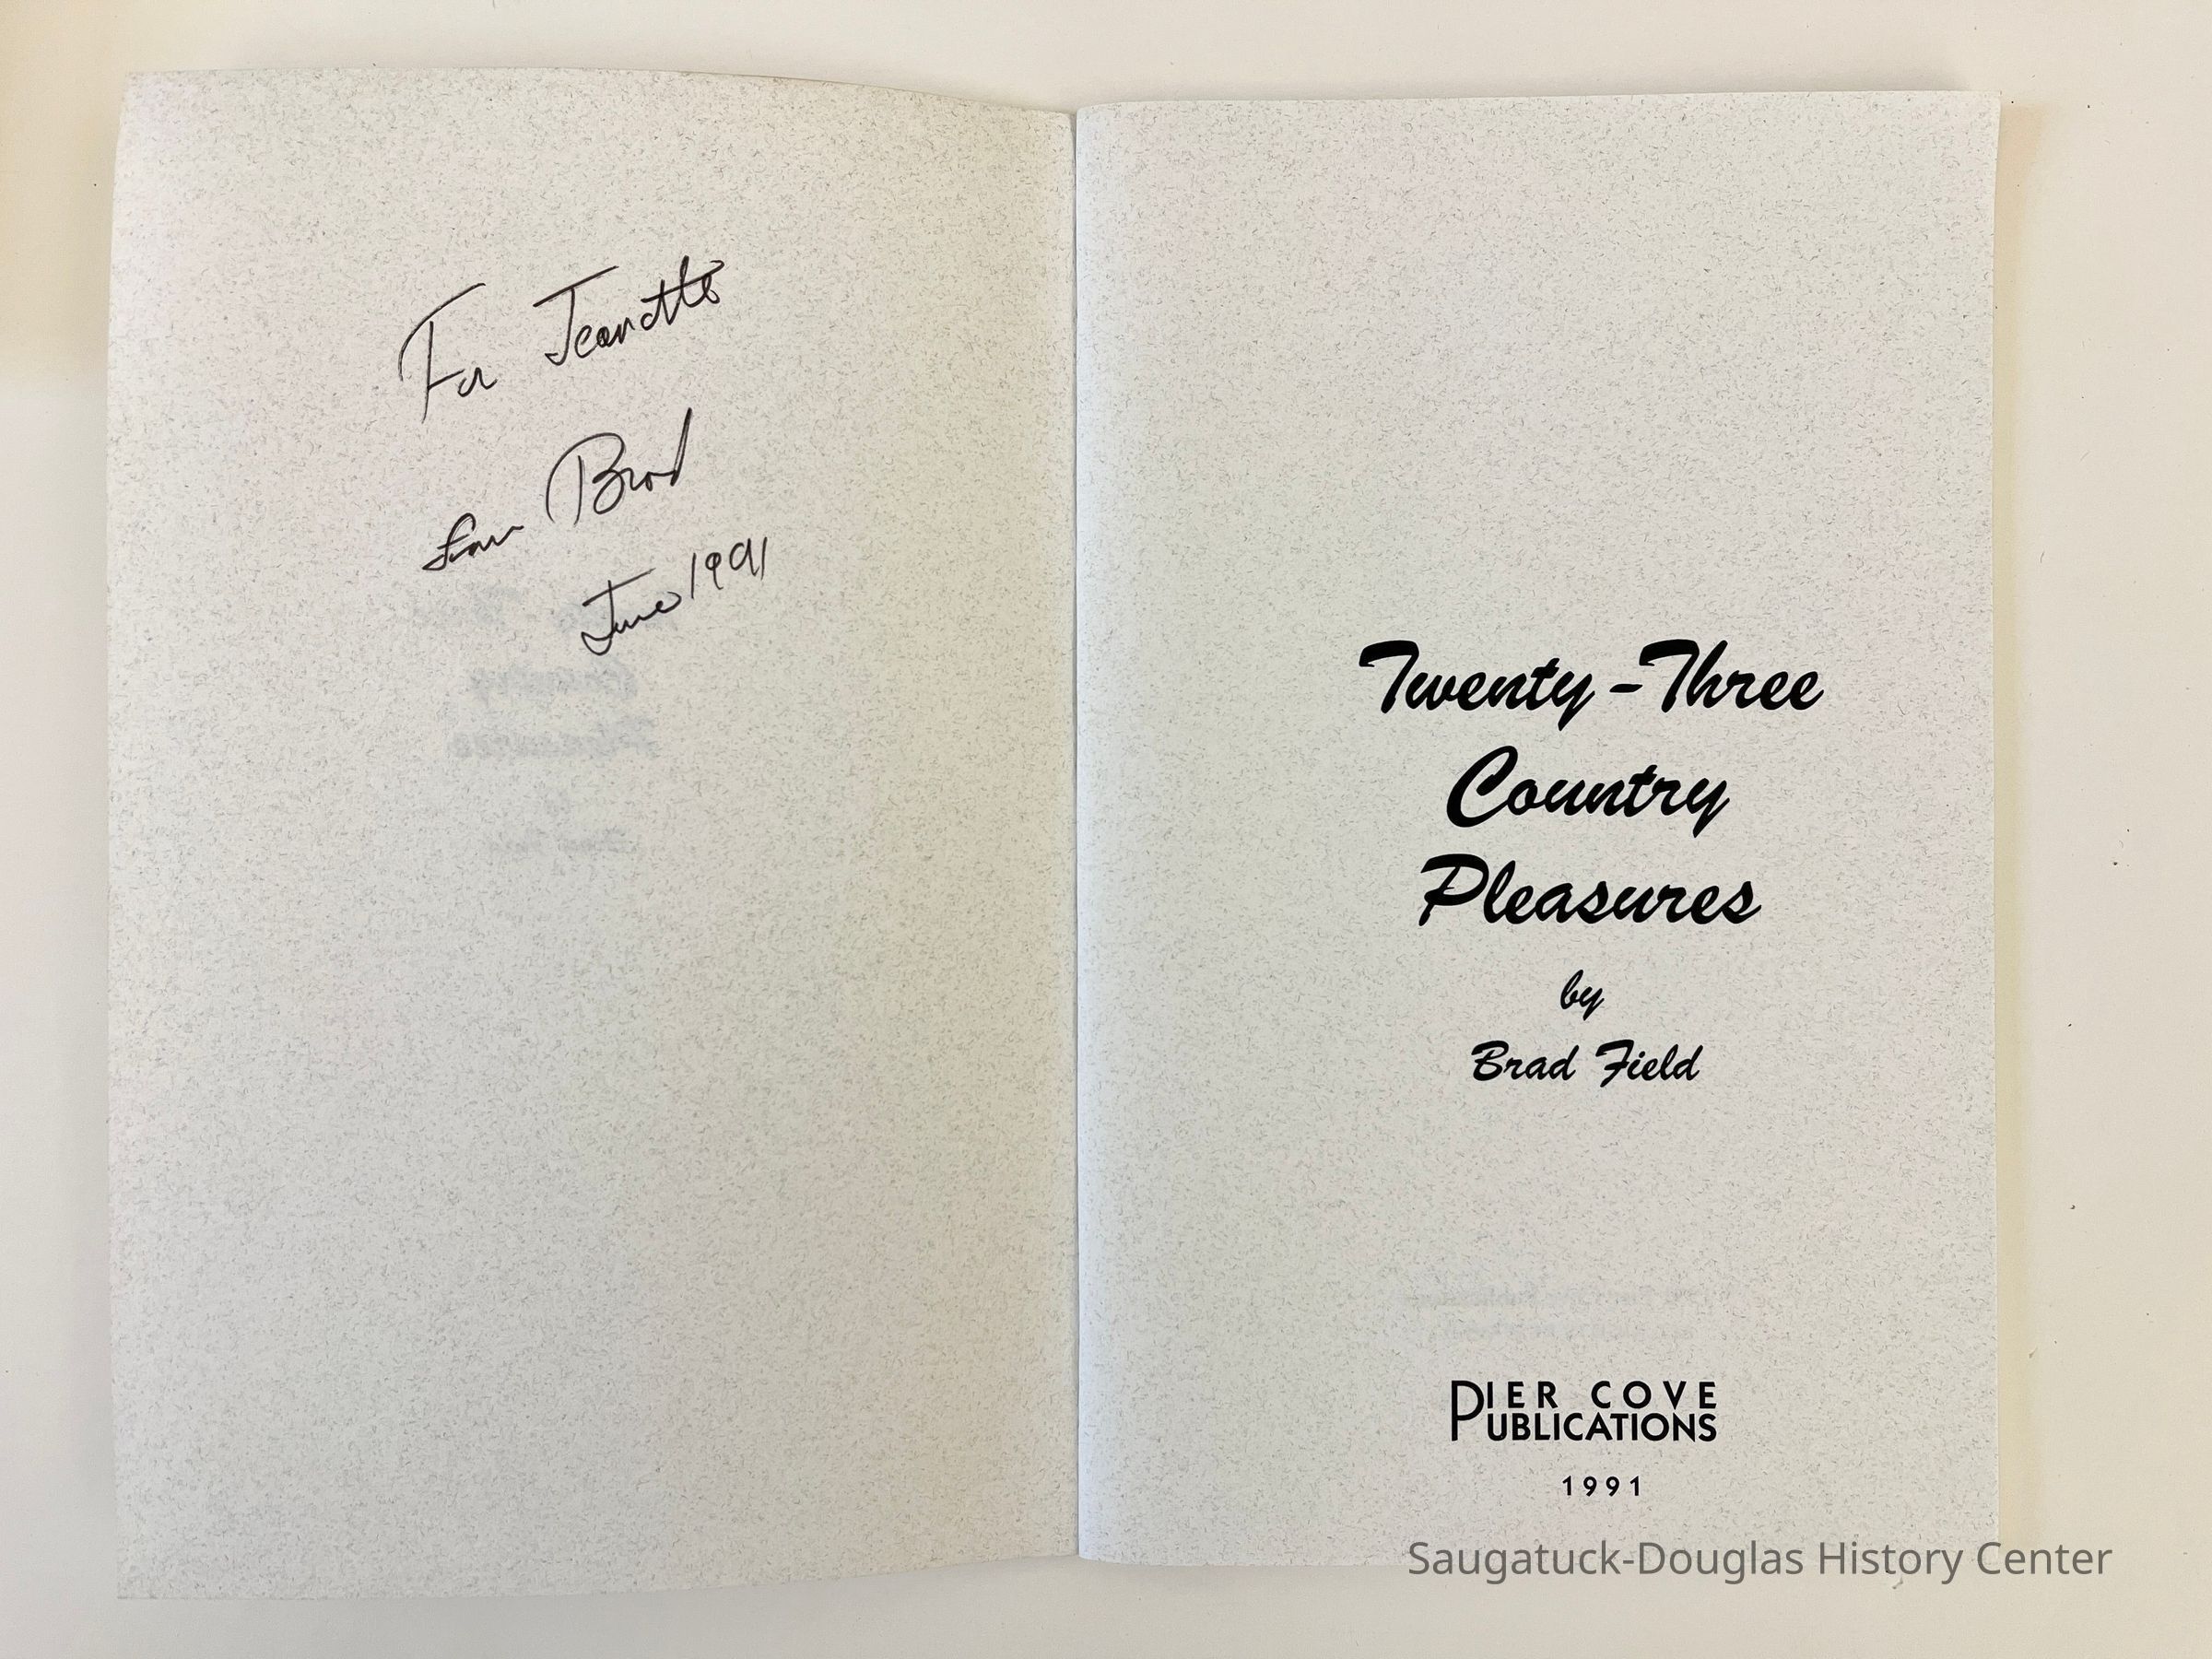 For Jeanette
from Brad
June 1991
Twenty-Three
Country
Pleasures
by
Brad Field
PIER COVE
PUBLICATIONS
1991
Saugatuck-Douglas History Center